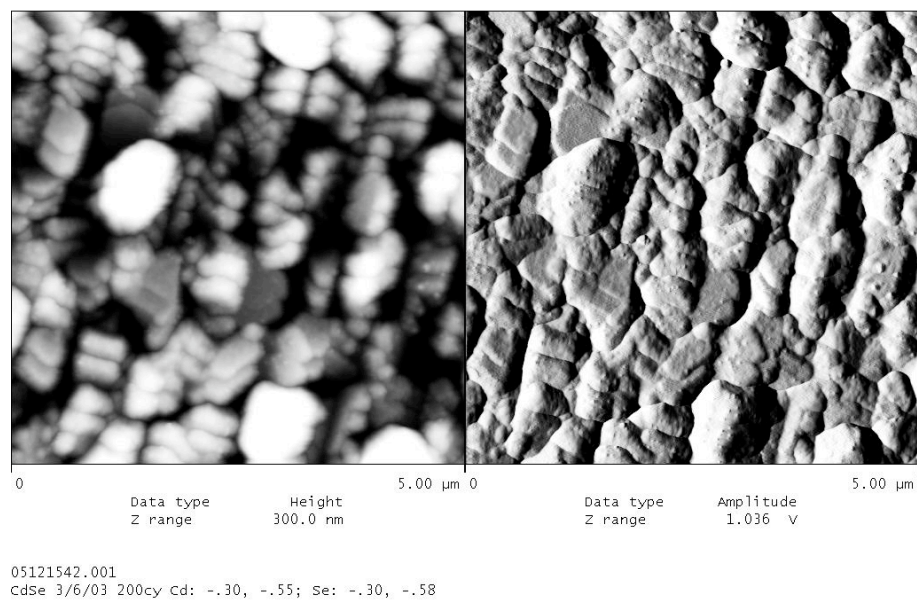 0 5.00 µm 0 5.00 µm
Data type Height Data type Amplitude
Z range 300.0 nm Z range 1.036 V
05121542.001
CdSe 3/6/03 200cy Cd: -.30, -.55; Se: -.30, -.58